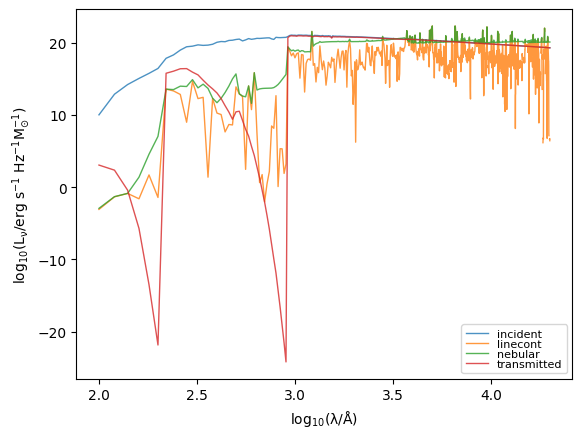 20
10
0
−10
−20
log₁₀(Lν/erg s⁻¹ Hz⁻¹M⊙⁻¹)
2.0 2.5 3.0 3.5 4.0
log₁₀(λ/Å)
incident
linecont
nebular
transmitted